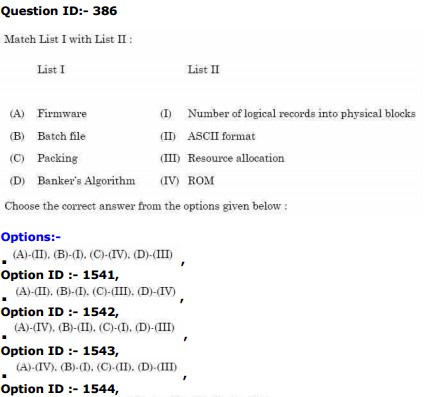 Question ID:- 386
Match List I with List II :
List I List II
(A) Firmware (I) Number of logical records into physical blocks
(B) Batch file (II) ASCII format
(C) Packing (III) Resource allocation
(D) Banker's Algorithm (IV) ROM
Choose the correct answer from the options given below :
Options:-
(A)-(II), (B)-(I), (C)-(IV), (D)-(III) ,
Option ID :- 1541,
(A)-(II), (B)-(I), (C)-(III), (D)-(IV) ,
Option ID :- 1542,
(A)-(IV), (B)-(II), (C)-(I), (D)-(III) ,
Option ID :- 1543,
(A)-(IV), (B)-(I), (C)-(II), (D)-(III) ,
Option ID :- 1544,